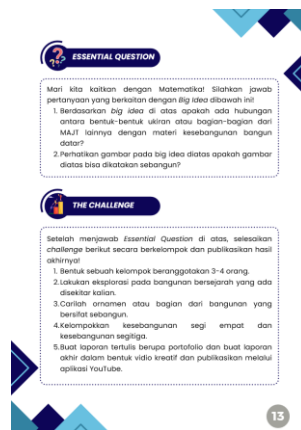 ESSENTIAL QUESTION
Mari kita kaitkan dengan Matematika! Silahkan jawab
pertanyaan yang berkaitan dengan Big Idea dibawah ini!
1. Berdasarkan big idea di atas apakah ada hubungan
antara bentuk-bentuk ukiran atau bagian-bagian dari
MAJT lainnya dengan materi kesebangunan bangun
datar?
2. Perhatikan gambar pada big idea diatas apakah gambar
diatas bisa dikatakan sebangun?
THE CHALLENGE
Setelah menjawab Essential Question di atas, selesaikan
challenge berikut secara berkelompok dan publikasikan hasil
akhirnya!
1. Bentuk sebuah kelompok beranggotakan 3-4 orang.
2. Lakukan eksplorasi pada bangunan bersejarah yang ada
disekitar kalian.
3. Carilah ornamen atau bagian dari bangunan yang
bersifat sebangun.
4. Kelompokkan kesebangunan segi empat dan
kesebangunan segitiga.
5. Buat laporan tertulis berupa portofolio dan buat laporan
akhir dalam bentuk vidio kreatif dan publikasikan melalui
aplikasi YouTube.
13